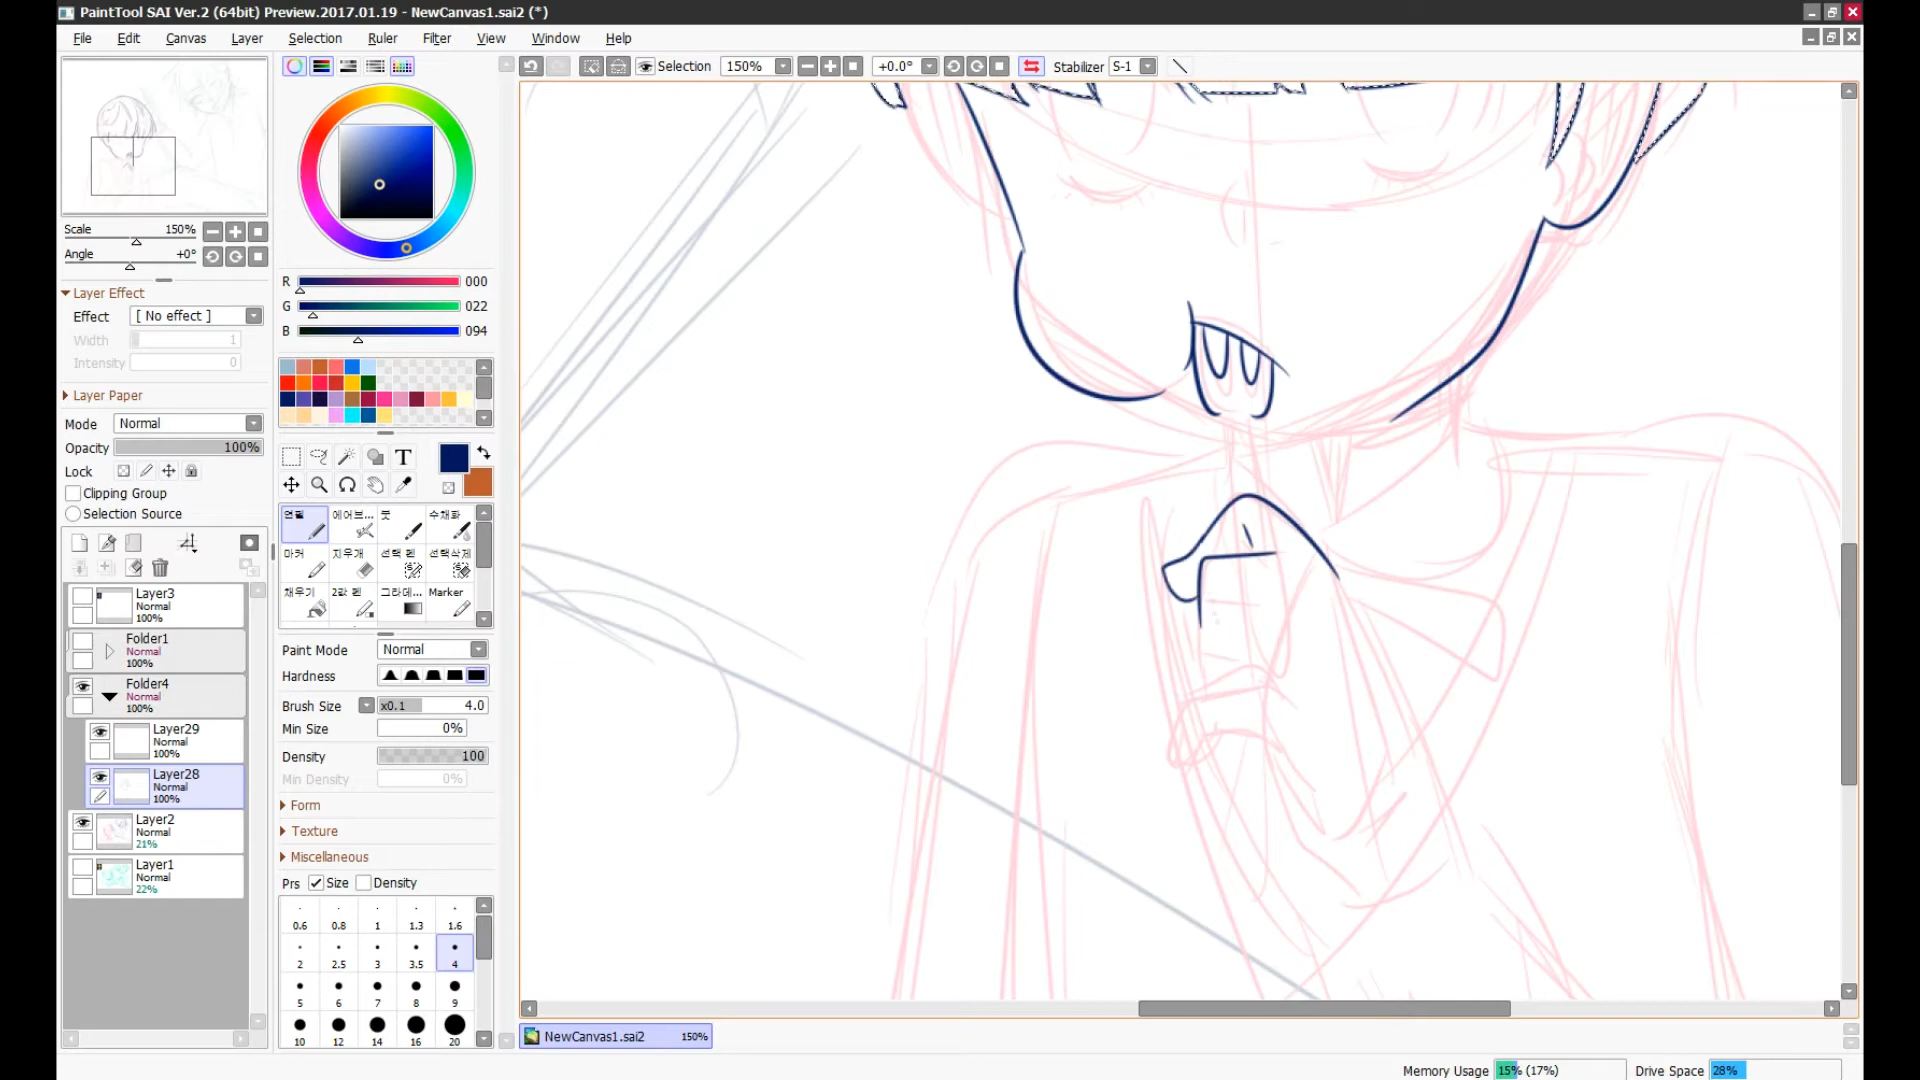 PaintTool SAI Ver.2 (64bit) Preview.2017.01.19 - NewCanvas1.sai2 (*)
File Edit Canvas Layer Selection Ruler Filter View Window Help
Selection 150% +0.0° Stabilizer S-1
Scale 150%
Angle +0°
Layer Effect
Effect [ No effect ]
Width 1
Intensity 0
Layer Paper
Mode Normal
Opacity 100%
Lock
Clipping Group
Selection Source
Layer3
Normal
100%
Folder1
Normal
100%
Folder4
Normal
100%
Layer29
Normal
100%
Layer28
Normal
100%
Layer2
Normal
21%
Layer1
Normal
22%
R 000
G 022
B 094
T
연필 에어브... 붓 수채화
마커 지우개 선택 펜 선택삭제
채우기 2값 펜 그라데... Marker
Paint Mode Normal
Hardness
Brush Size x0.1 4.0
Min Size 0%
Density 100
Min Density 0%
Form
Texture
Miscellaneous
Prs Size Density
0.6 0.8 1 1.3 1.6
2 2.5 3 3.5 4
5 6 7 8 9
10 12 14 16 20
NewCanvas1.sai2 150%
Memory Usage 15% (17%) Drive Space 28%